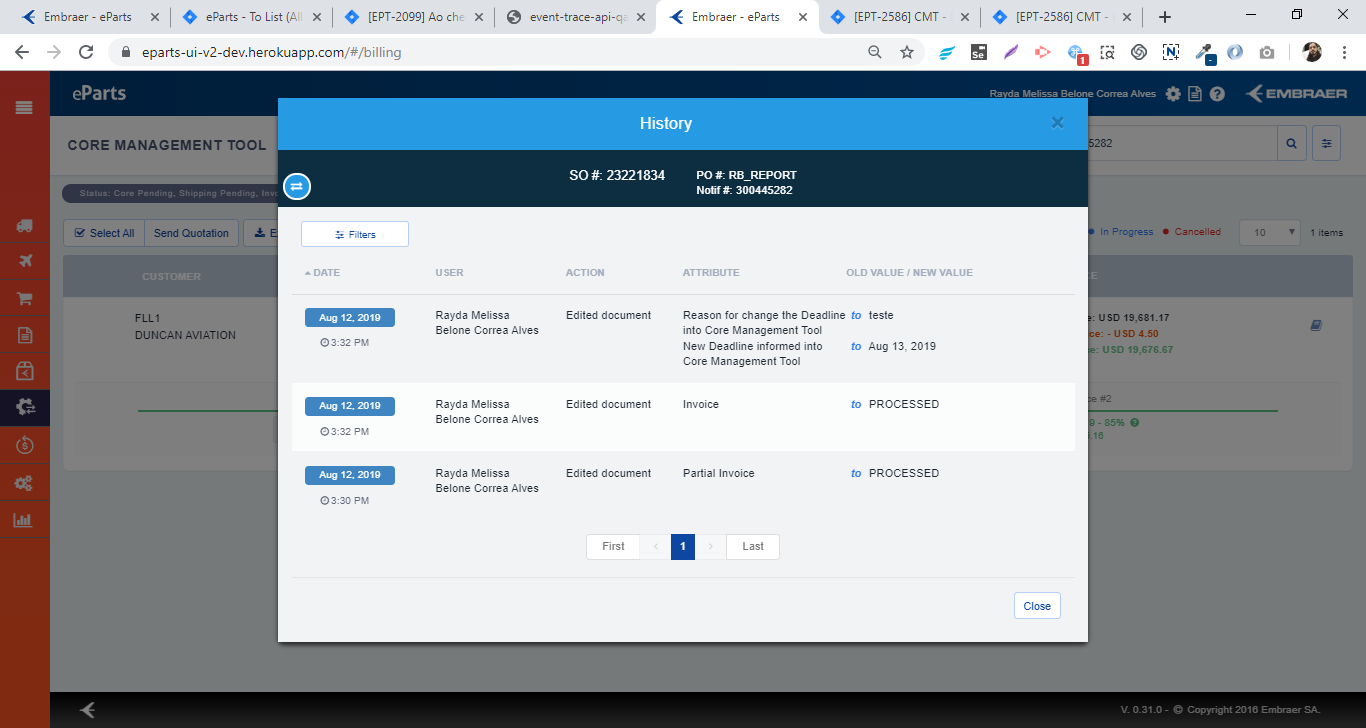 Embraer - eParts
eParts - To List (All
[EPT-2099] Ao che
event-trace-api-qa
Embraer - eParts
[EPT-2586] CMT -
[EPT-2586] CMT -
eparts-ui-v2-dev.herokuapp.com/#/billing
Se
1
N
eParts
Rayda Melissa Belone Correa Alves
EMBRAER
CORE MANAGEMENT TOOL
5282
Status: Core Pending, Shipping Pending, Invo
Select All
Send Quotation
E
In Progress
Cancelled
10
1 items
CUSTOMER
CE
FLL1
DUNCAN AVIATION
e: USD 19,681.17
ce: - USD 4.50
e: USD 19,676.67
ce #2
9 - 85%
5.16
History
SO #: 23221834
PO #: RB_REPORT
Notif #: 300445282
Filters
DATE
USER
ACTION
ATTRIBUTE
OLD VALUE / NEW VALUE
Aug 12, 2019
3:32 PM
Rayda Melissa
Belone Correa Alves
Edited document
Reason for change the Deadline
into Core Management Tool
to teste
New Deadline informed into
Core Management Tool
to Aug 13, 2019
Aug 12, 2019
3:32 PM
Rayda Melissa
Belone Correa Alves
Edited document
Invoice
to PROCESSED
Aug 12, 2019
3:30 PM
Rayda Melissa
Belone Correa Alves
Edited document
Partial Invoice
to PROCESSED
First
‹
1
›
Last
Close
V. 0.31.0 - © Copyright 2016 Embraer SA.